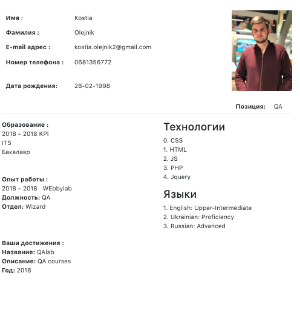 Имя : Kostia
Фамилия : Olejnik
E-mail адрес : kostia.olejnik2@gmail.com
Номер телефона : 0681356772
Дата рождения: 28-02-1998
Позиция: QA
Образование :
2018 – 2018 KPI
ITS
Бакалавр
Опыт работы :
2018 – 2018 WEbbylab
Должность: QA
Отдел: Wizard
Ваши достижения :
Название: QAlab
Описание: QA courses
Год: 2018
Технологии
0. CSS
1. HTML
2. JS
3. PHP
4. Jquery
Языки
1. English: Upper-Intermediate
2. Ukrainian: Proficiency
3. Russian: Advanced